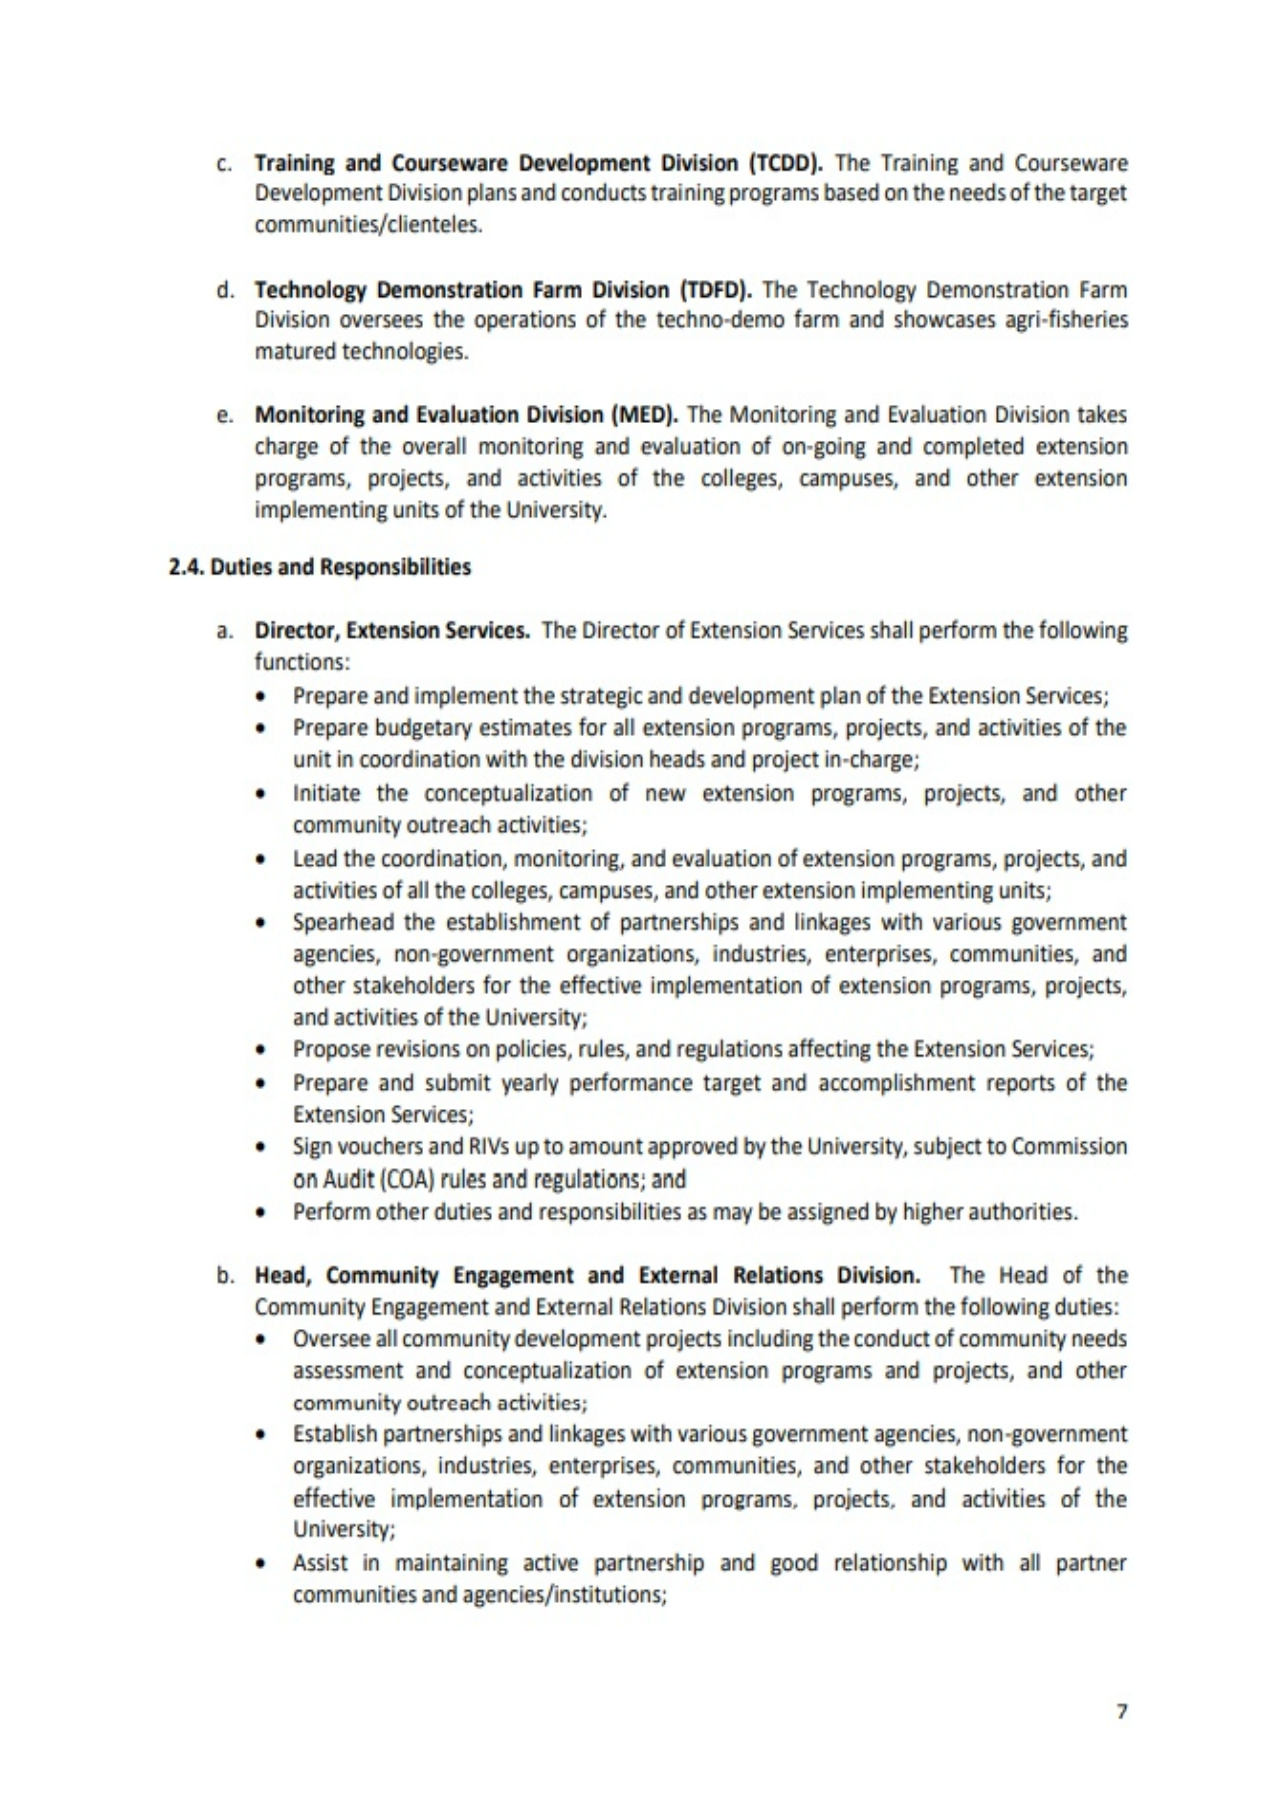 c. Training and Courseware Development Division (TCDD). The Training and Courseware
Development Division plans and conducts training programs based on the needs of the target
communities/clienteles.
d. Technology Demonstration Farm Division (TDFD). The Technology Demonstration Farm
Division oversees the operations of the techno-demo farm and showcases agri-fisheries
matured technologies.
e. Monitoring and Evaluation Division (MED). The Monitoring and Evaluation Division takes
charge of the overall monitoring and evaluation of on-going and completed extension
programs, projects, and activities of the colleges, campuses, and other extension
implementing units of the University.
2.4. Duties and Responsibilities
a. Director, Extension Services. The Director of Extension Services shall perform the following
functions:
• Prepare and implement the strategic and development plan of the Extension Services;
• Prepare budgetary estimates for all extension programs, projects, and activities of the
unit in coordination with the division heads and project in-charge;
• Initiate the conceptualization of new extension programs, projects, and other
community outreach activities;
• Lead the coordination, monitoring, and evaluation of extension programs, projects, and
activities of all the colleges, campuses, and other extension implementing units;
• Spearhead the establishment of partnerships and linkages with various government
agencies, non-government organizations, industries, enterprises, communities, and
other stakeholders for the effective implementation of extension programs, projects,
and activities of the University;
• Propose revisions on policies, rules, and regulations affecting the Extension Services;
• Prepare and submit yearly performance target and accomplishment reports of the
Extension Services;
• Sign vouchers and RIVs up to amount approved by the University, subject to Commission
on Audit (COA) rules and regulations; and
• Perform other duties and responsibilities as may be assigned by higher authorities.
b. Head, Community Engagement and External Relations Division. The Head of the
Community Engagement and External Relations Division shall perform the following duties:
• Oversee all community development projects including the conduct of community needs
assessment and conceptualization of extension programs and projects, and other
community outreach activities;
• Establish partnerships and linkages with various government agencies, non-government
organizations, industries, enterprises, communities, and other stakeholders for the
effective implementation of extension programs, projects, and activities of the
University;
• Assist in maintaining active partnership and good relationship with all partner
communities and agencies/institutions;
7